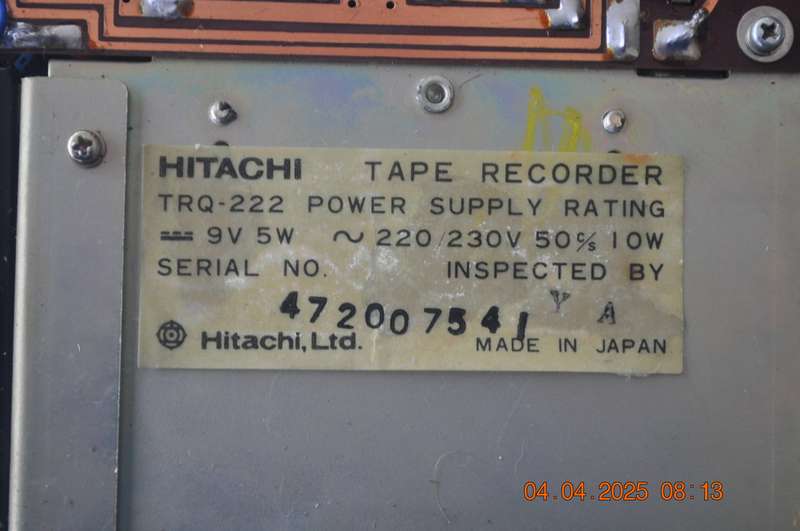 HITACHI TAPE RECORDER
TRQ-222 POWER SUPPLY RATING
⎓ 9V 5W ~ 220/230V 50 c/s 10W
SERIAL NO. INSPECTED BY
472007541 Y A
Hitachi, Ltd. MADE IN JAPAN
04.04.2025 08:13